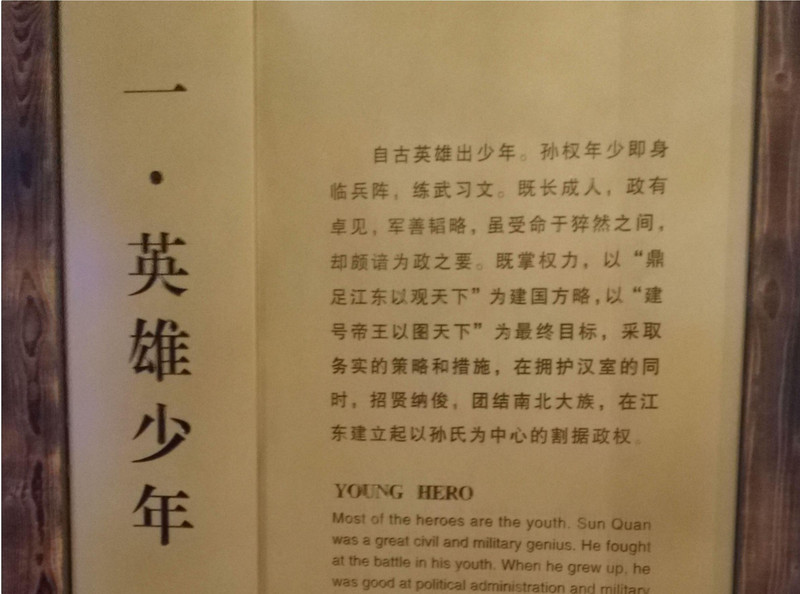 一·英雄少年
自古英雄出少年。孙权年少即身
临兵阵，练武习文。既长成人，政有
卓见，军善韬略，虽受命于猝然之间，
却颇谙为政之要。既掌权力，以“鼎
足江东以观天下”为建国方略，以“建
号帝王以图天下”为最终目标，采取
务实的策略和措施，在拥护汉室的同
时，招贤纳俊，团结南北大族，在江
东建立起以孙氏为中心的割据政权。
YOUNG HERO
Most of the heroes are the youth. Sun Quan
was a great civil and military genius. He fought
at the battle in his youth. When he grew up, he
was good at political administration and military